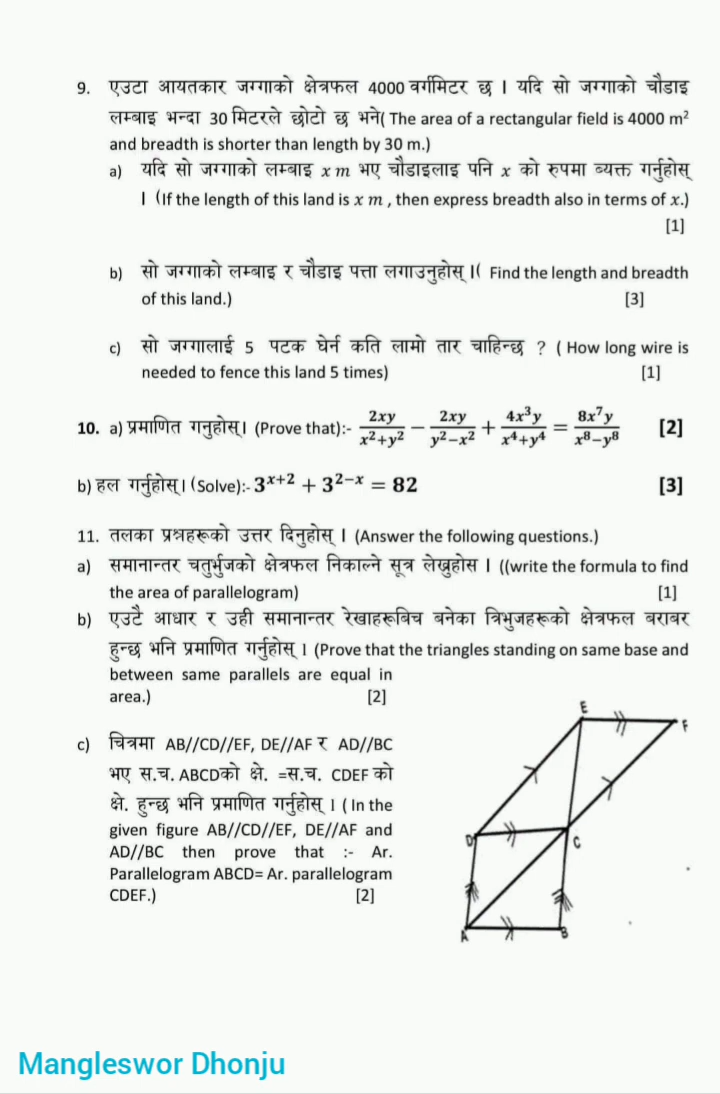 9. एउटा आयतकार जग्गाको क्षेत्रफल 4000 वर्गमिटर छ । यदि सो जग्गाको चौडाइ
लम्बाइ भन्दा 30 मिटरले छोटो छ भने( The area of a rectangular field is 4000 m²
and breadth is shorter than length by 30 m.)
a) यदि सो जग्गाको लम्बाइ x m भए चौडाइलाइ पनि x को रुपमा व्यक्त गर्नुहोस्
। (If the length of this land is x m , then express breadth also in terms of x.)
[1]
b) सो जग्गाको लम्बाइ र चौडाइ पत्ता लगाउनुहोस् ।( Find the length and breadth
of this land.) [3]
c) सो जग्गालाई 5 पटक घेर्न कति लामो तार चाहिन्छ ? ( How long wire is
needed to fence this land 5 times) [1]
10. a) प्रमाणित गनुहोस्। (Prove that):- 2xy/(x²+y²) − 2xy/(y²−x²) + 4x³y/(x⁴+y⁴) = 8x⁷y/(x⁸−y⁸) [2]
b) हल गर्नुहोस्। (Solve):- 3ˣ⁺² + 3²⁻ˣ = 82 [3]
11. तलका प्रश्नहरूको उत्तर दिनुहोस् । (Answer the following questions.)
a) समानान्तर चतुर्भुजको क्षेत्रफल निकाल्ने सूत्र लेखुहोस । ((write the formula to find
the area of parallelogram) [1]
b) एउटै आधार र उही समानान्तर रेखाहरूबिच बनेका त्रिभुजहरूको क्षेत्रफल बराबर
हुन्छ भनि प्रमाणित गर्नुहोस् । (Prove that the triangles standing on same base and
between same parallels are equal in
area.) [2]
c) चित्रमा AB//CD//EF, DE//AF र AD//BC
भए स.च. ABCDको क्षे. =स.च. CDEF को
क्षे. हुन्छ भनि प्रमाणित गर्नुहोस् । ( In the
given figure AB//CD//EF, DE//AF and
AD//BC then prove that :- Ar.
Parallelogram ABCD= Ar. parallelogram
CDEF.) [2]
E
F
D
C
A
B
Mangleswor Dhonju